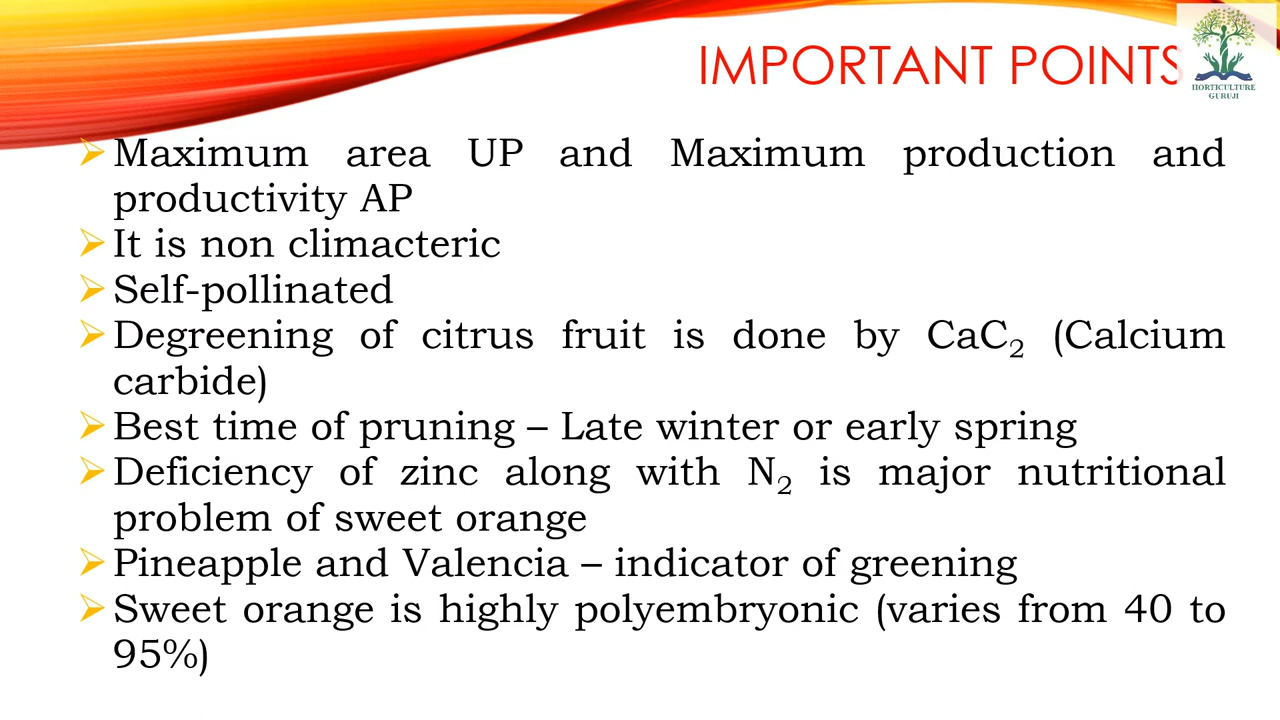 IMPORTANT POINTS
HORTICULTURE
GURUJI
Maximum area UP and Maximum production and
productivity AP
It is non climacteric
Self-pollinated
Degreening of citrus fruit is done by CaC₂ (Calcium
carbide)
Best time of pruning – Late winter or early spring
Deficiency of zinc along with N₂ is major nutritional
problem of sweet orange
Pineapple and Valencia – indicator of greening
Sweet orange is highly polyembryonic (varies from 40 to
95%)